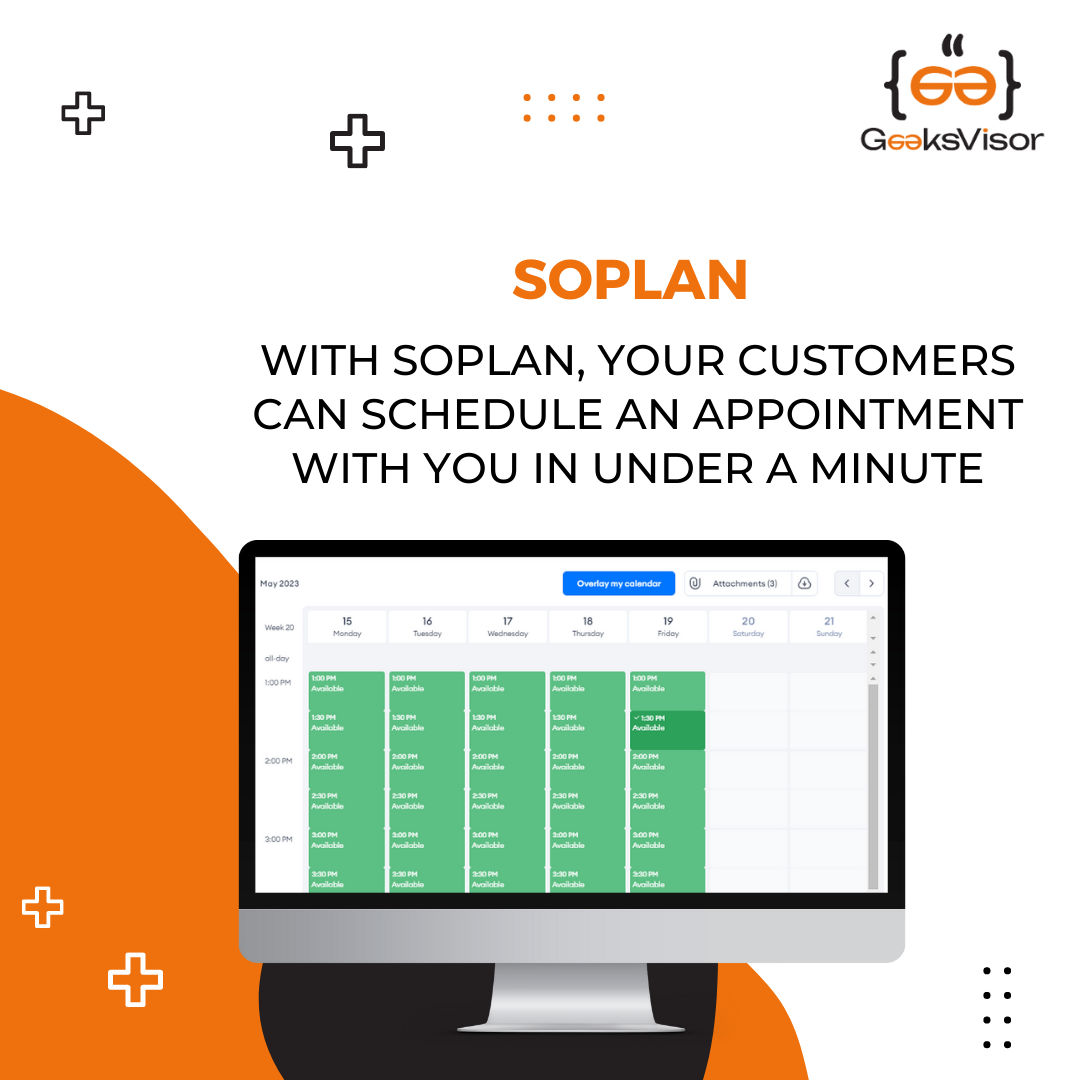 GeeksVisor
SOPLAN
WITH SOPLAN, YOUR CUSTOMERS
CAN SCHEDULE AN APPOINTMENT
WITH YOU IN UNDER A MINUTE
May 2023
Overlay my calendar
Attachments (3)
Week 20
15 16 17 18 19 20 21
Monday Tuesday Wednesday Thursday Friday Saturday Sunday
all-day
1:00 PM 1:00 PM 1:00 PM 1:00 PM 1:00 PM
1:00 PM Available Available Available Available Available
1:30 PM 1:30 PM 1:30 PM 1:30 PM ✓ 1:30 PM
Available Available Available Available Available
2:00 PM 2:00 PM 2:00 PM 2:00 PM 2:00 PM 2:00 PM
Available Available Available Available Available
2:30 PM 2:30 PM 2:30 PM 2:30 PM 2:30 PM
Available Available Available Available Available
3:00 PM 3:00 PM 3:00 PM 3:00 PM 3:00 PM 3:00 PM
Available Available Available Available Available
3:30 PM 3:30 PM 3:30 PM 3:30 PM 3:30 PM
Available Available Available Available Available